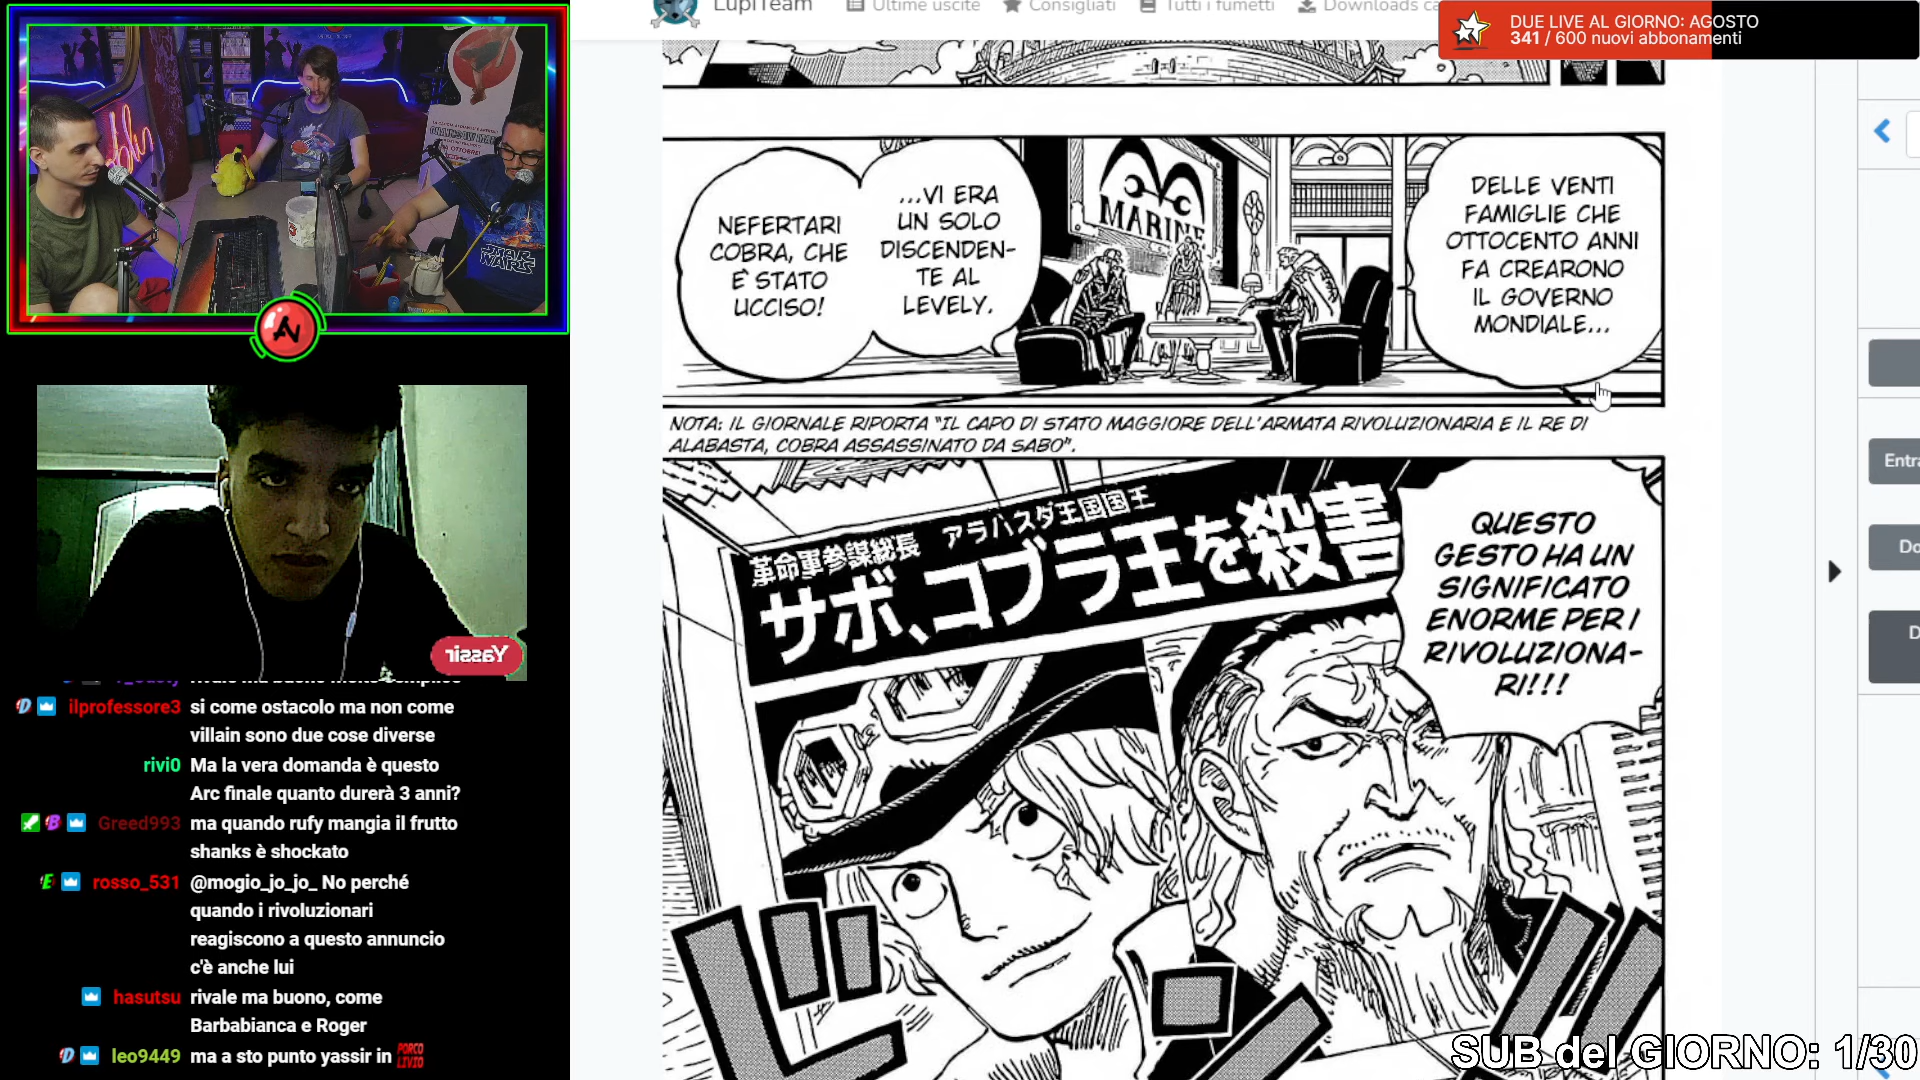 LupiTeam
Ultime uscite
Consigliati
Tutti i fumetti
Downloads ca
DUE LIVE AL GIORNO: AGOSTO
341 / 600 nuovi abbonamenti
DELLE VENTI
FAMIGLIE CHE
OTTOCENTO ANNI
FA CREARONO
IL GOVERNO
MONDIALE...
MARINE
...VI ERA
UN SOLO
DISCENDEN-
TE AL
LEVELY.
NEFERTARI
COBRA, CHE
È STATO
UCCISO!
NOTA: IL GIORNALE RIPORTA "IL CAPO DI STATO MAGGIORE DELL'ARMATA RIVOLUZIONARIA E IL RE DI
ALABASTA, COBRA ASSASSINATO DA SABO".
革命軍参謀総長
アラバスタ王国国王
サボ、コブラ王を殺害
QUESTO
GESTO HA UN
SIGNIFICATO
ENORME PER I
RIVOLUZIONA-
RI!!!
STAR
WARS
Yassir
ilprofessore3 si come ostacolo ma non come
villain sono due cose diverse
rivi0 Ma la vera domanda è questo
Arc finale quanto durerà 3 anni?
Greed993 ma quando rufy mangia il frutto
shanks è shockato
rosso_531 @mogio_jo_jo_ No perché
quando i rivoluzionari
reagiscono a questo annuncio
c'è anche lui
hasutsu rivale ma buono, come
Barbabianca e Roger
leo9449 ma a sto punto yassir in PORCO
LIVIO
Entra
Do
D
SUB del GIORNO: 1/30